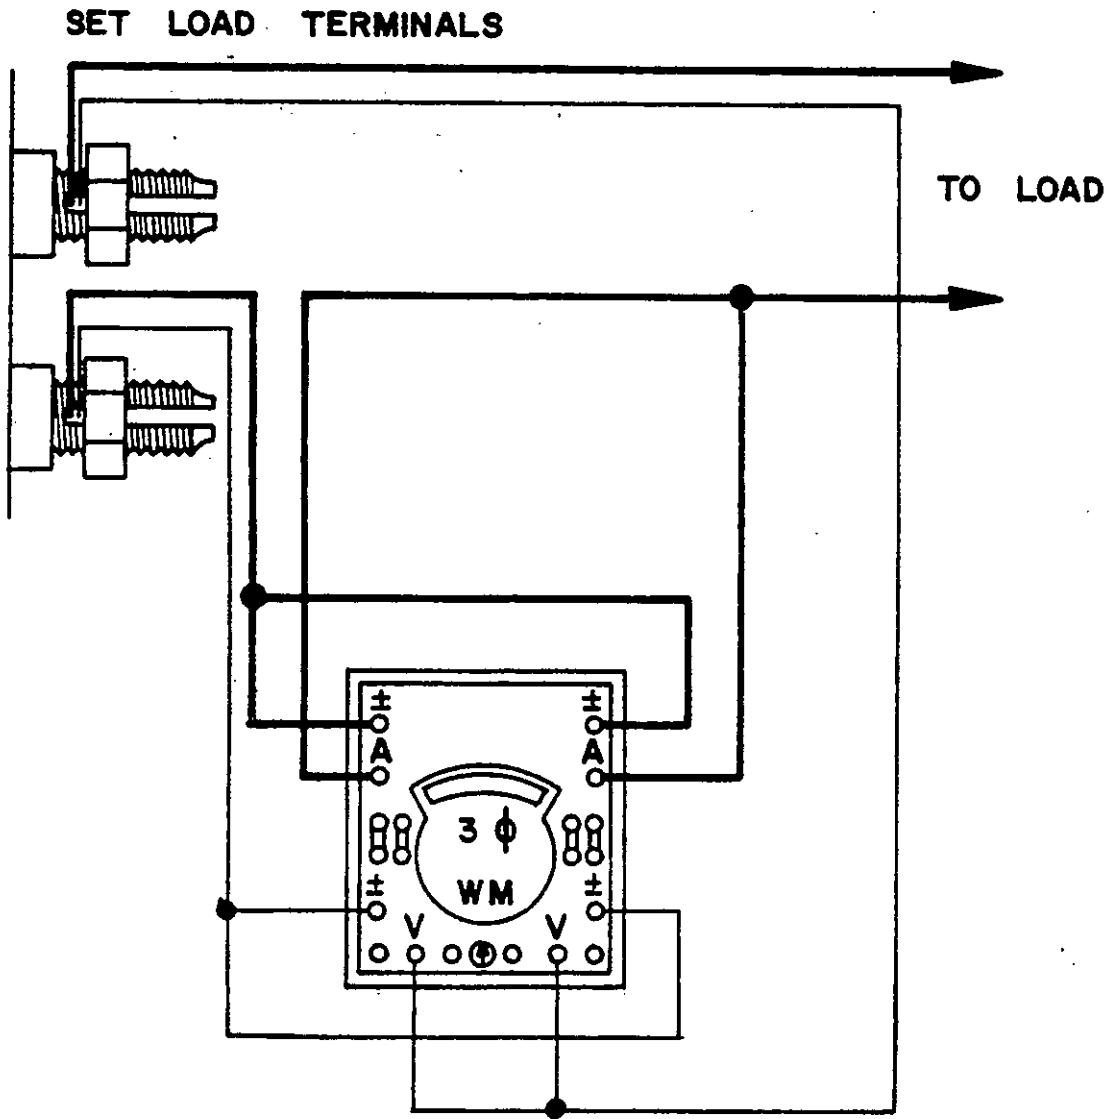 SET LOAD TERMINALS
TO LOAD
± ±
A A
3 ϕ
WM
± ±
V V